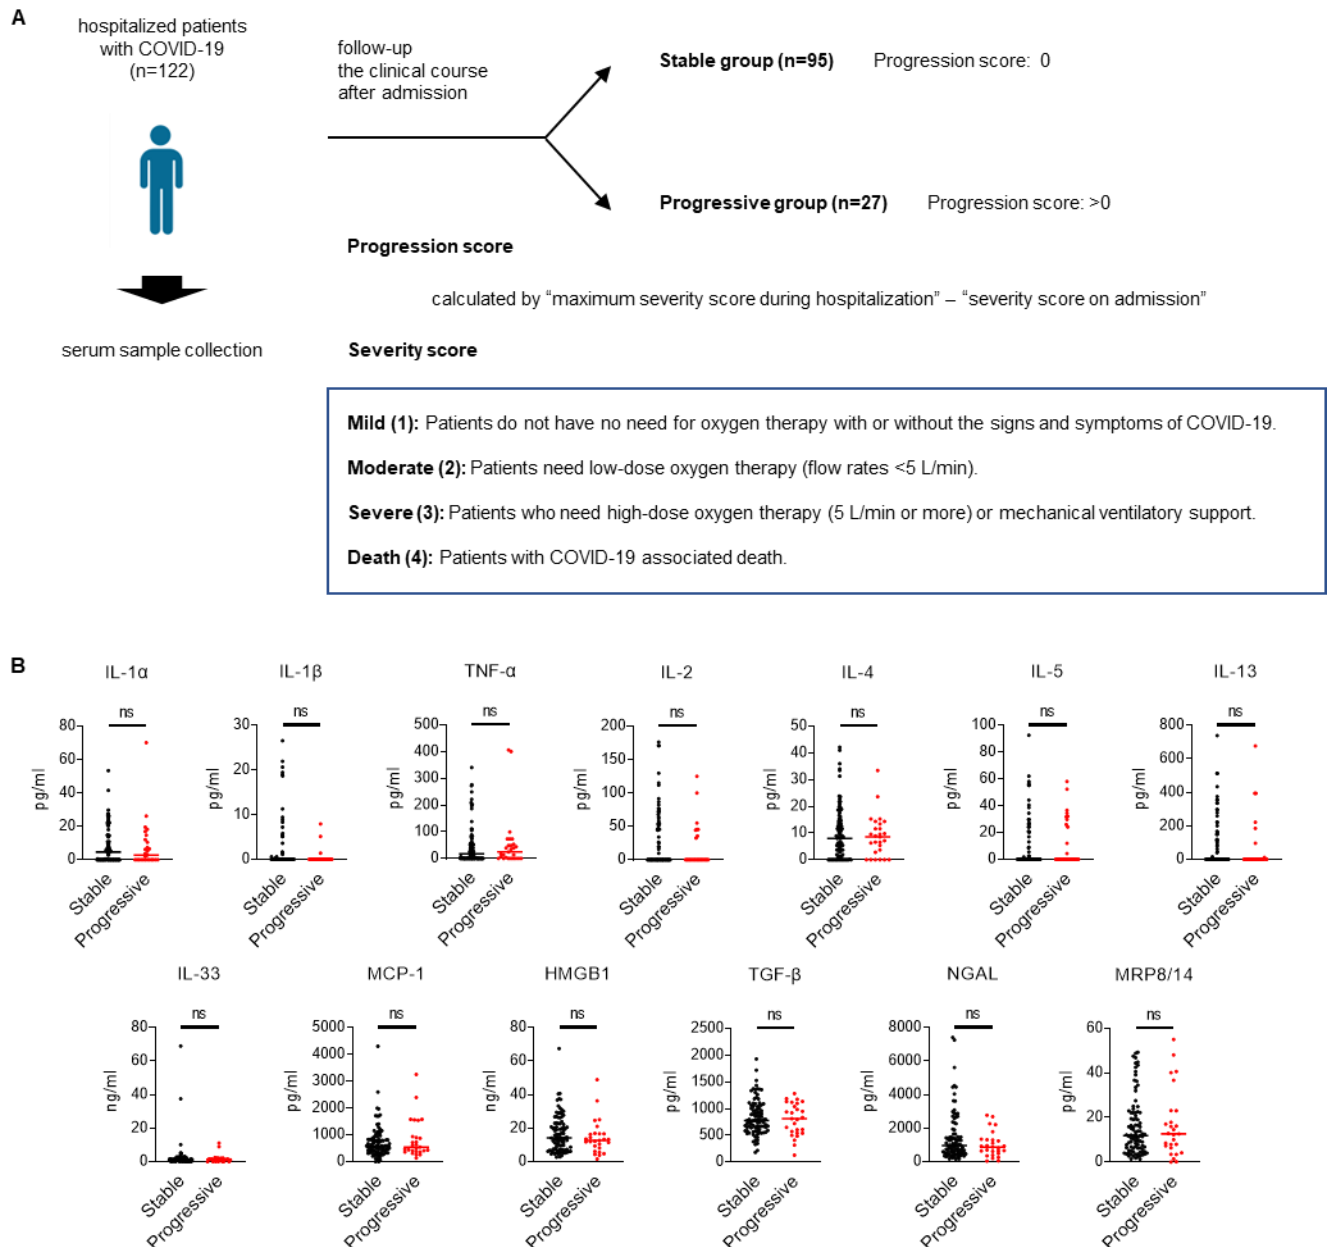 A
hospitalized patients
with COVID-19
(n=122)
follow-up
the clinical course
after admission
Stable group (n=95) Progression score: 0
Progressive group (n=27) Progression score: >0
Progression score
calculated by “maximum severity score during hospitalization” – “severity score on admission”
serum sample collection
Severity score
Mild (1): Patients do not have no need for oxygen therapy with or without the signs and symptoms of COVID-19.
Moderate (2): Patients need low-dose oxygen therapy (flow rates <5 L/min).
Severe (3): Patients who need high-dose oxygen therapy (5 L/min or more) or mechanical ventilatory support.
Death (4): Patients with COVID-19 associated death.
B
IL-1α
ns
80
60
40
20
0
pg/ml
Stable
Progressive
IL-1β
ns
30
20
10
0
pg/ml
Stable
Progressive
TNF-α
ns
500
400
300
200
100
0
pg/ml
Stable
Progressive
IL-2
ns
200
150
100
50
0
pg/ml
Stable
Progressive
IL-4
ns
50
40
30
20
10
0
pg/ml
Stable
Progressive
IL-5
ns
100
80
60
40
20
0
pg/ml
Stable
Progressive
IL-13
ns
800
600
400
200
0
pg/ml
Stable
Progressive
IL-33
ns
80
60
40
20
0
ng/ml
Stable
Progressive
MCP-1
ns
5000
4000
3000
2000
1000
0
pg/ml
Stable
Progressive
HMGB1
ns
80
60
40
20
0
ng/ml
Stable
Progressive
TGF-β
ns
2500
2000
1500
1000
500
0
pg/ml
Stable
Progressive
NGAL
ns
8000
6000
4000
2000
0
pg/ml
Stable
Progressive
MRP8/14
ns
60
40
20
0
pg/ml
Stable
Progressive